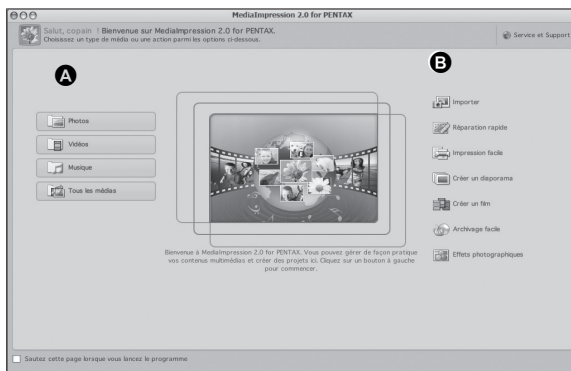 MediaImpression 2.0 for PENTAX
Salut, copain ! Bienvenue sur MediaImpression 2.0 for PENTAX.
Choisissez un type de média ou une action parmi les options ci-dessous.
Service et Support
A
Photos
Vidéos
Musique
Tous les médias
B
Importer
Réparation rapide
Impression facile
Créer un diaporama
Créer un film
Archivage facile
Effets photographiques
Bienvenue à MediaImpression 2.0 for PENTAX. Vous pouvez gérer de façon pratique
vos contenus multimédias et créer des projets ici. Cliquez sur un bouton à gauche
pour commencer.
Sautez cette page lorsque vous lancez le programme